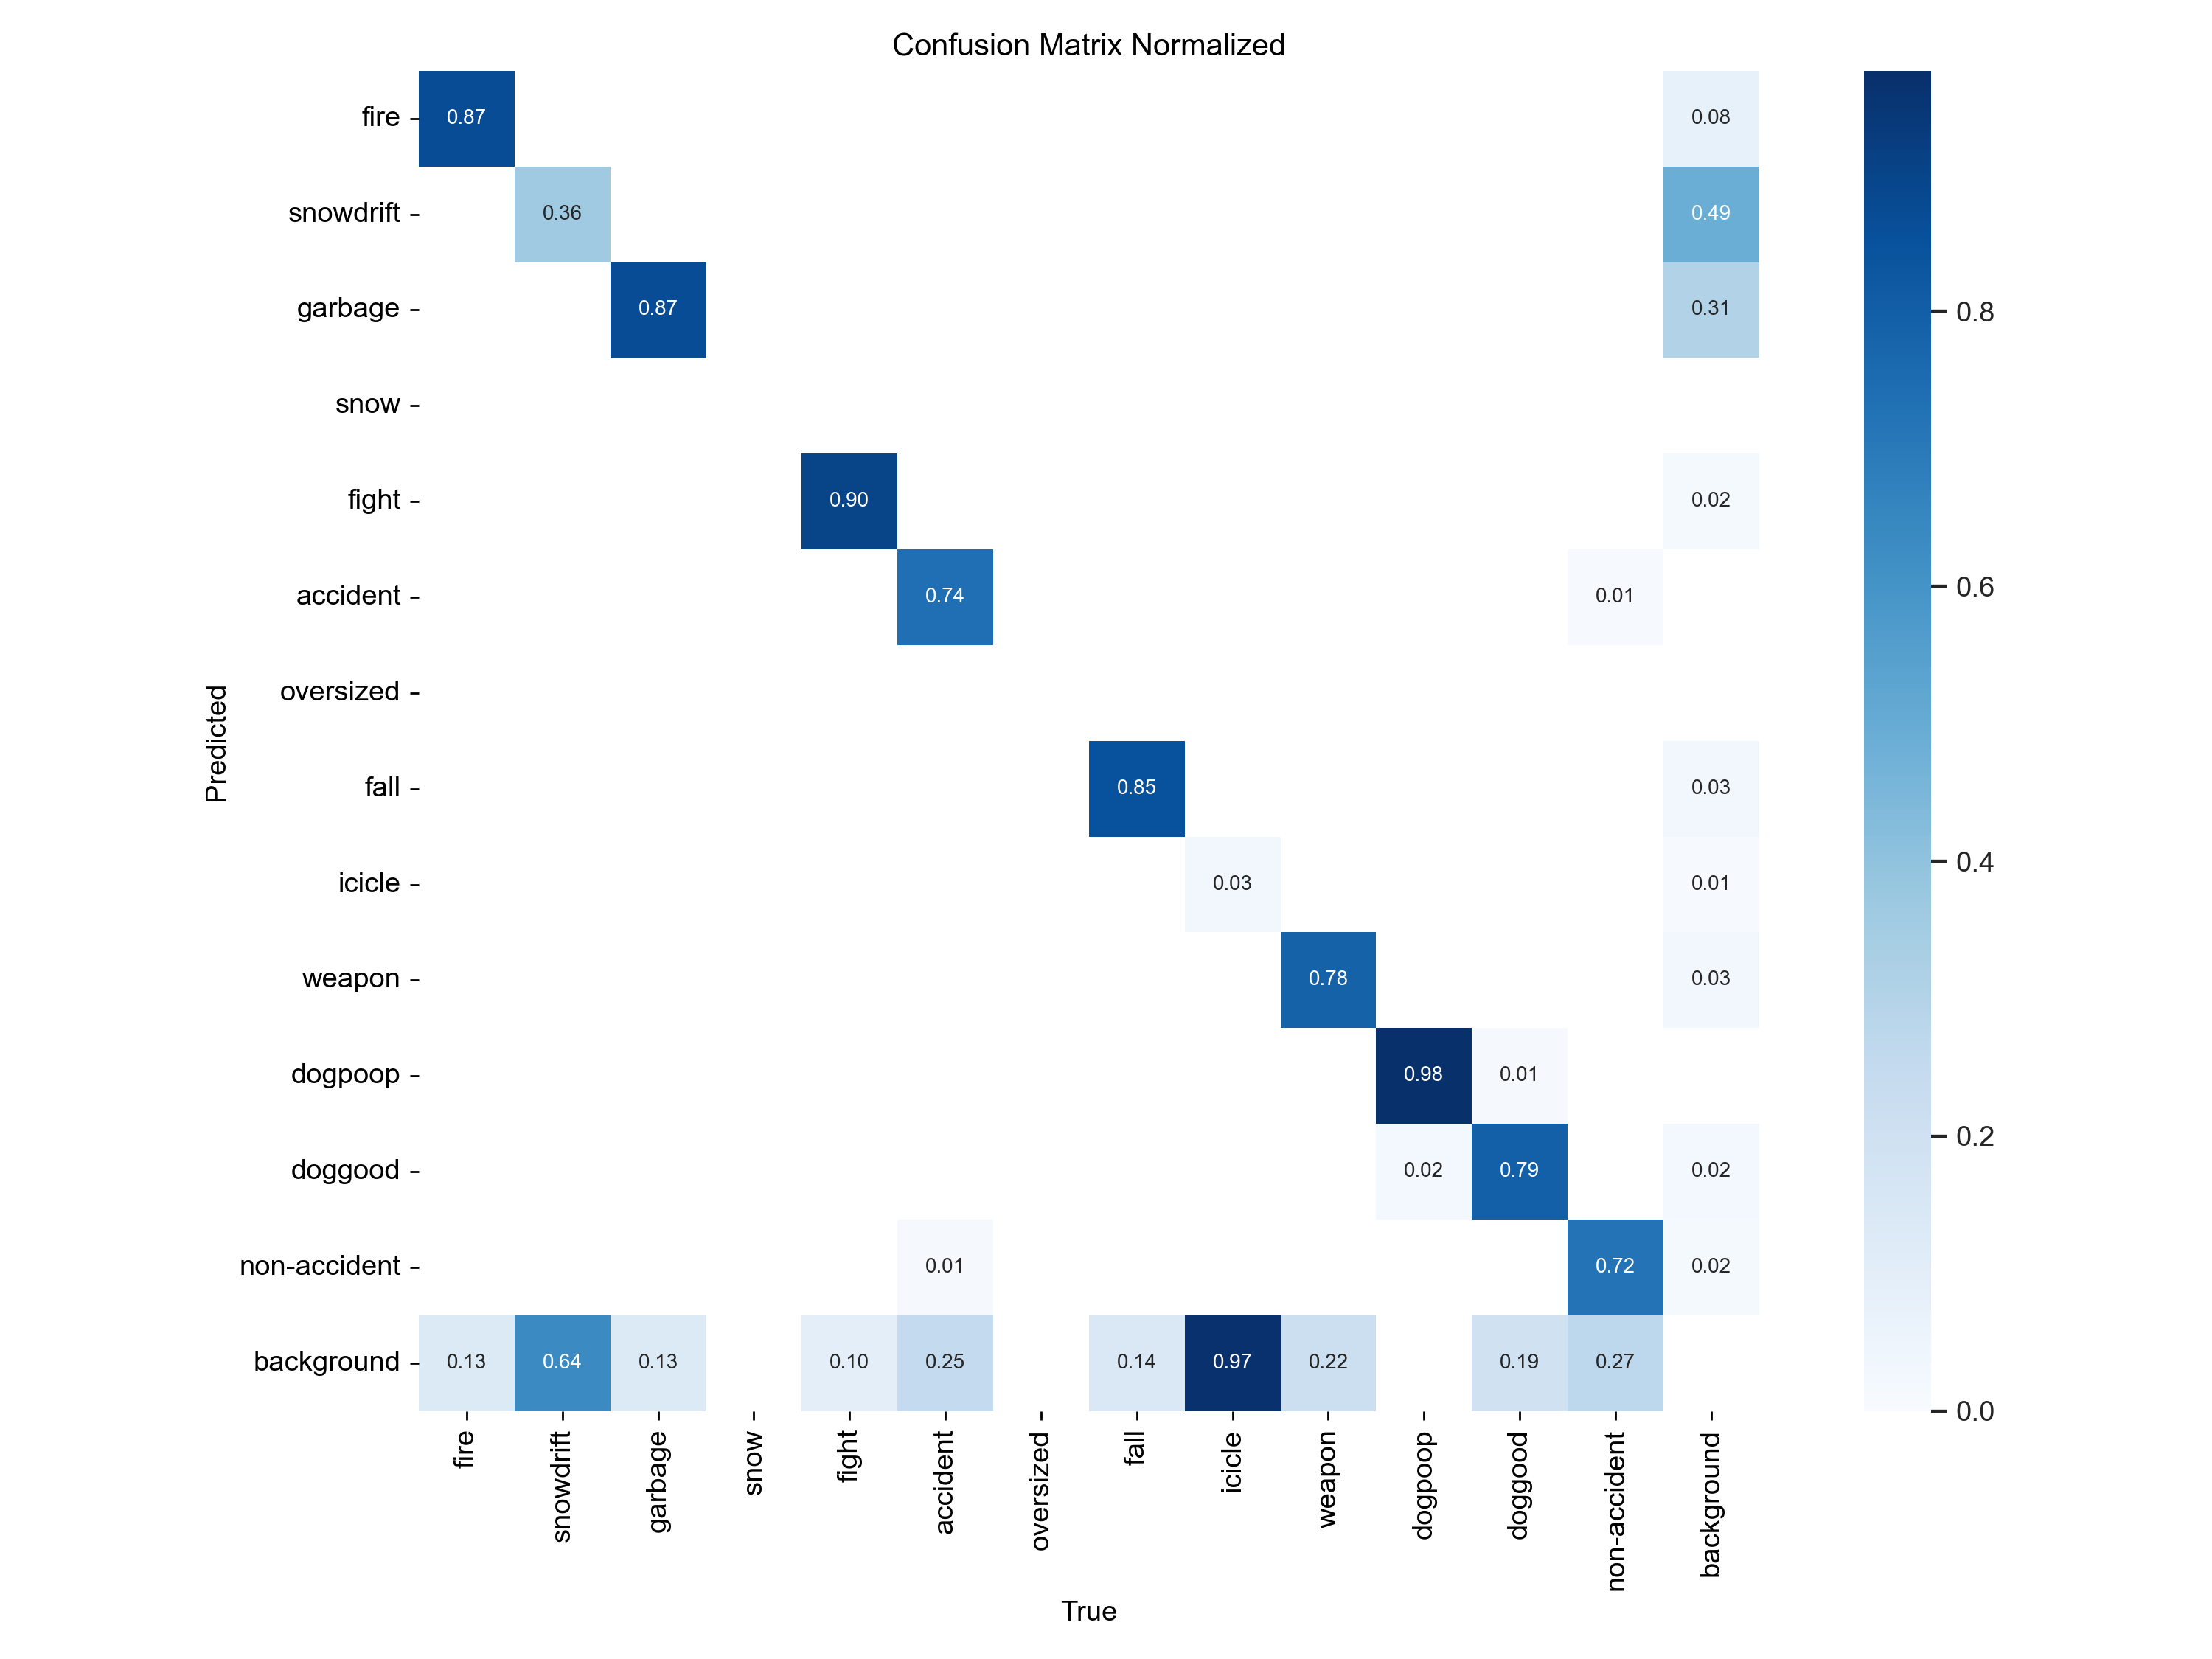 Confusion Matrix Normalized
fire 0.87 0.08
snowdrift 0.36 0.49
garbage 0.87 0.31
0.8
snow
fight 0.90 0.02
accident 0.74 0.01
0.6
oversized
Predicted
fall 0.85 0.03
0.4
icicle 0.03 0.01
weapon 0.78 0.03
dogpoop 0.98 0.01
0.2
doggood 0.02 0.79 0.02
non-accident 0.01 0.72 0.02
background 0.13 0.64 0.13 0.10 0.25 0.14 0.97 0.22 0.19 0.27
0.0
fire snowdrift garbage snow fight accident oversized fall icicle weapon dogpoop doggood non-accident background
True